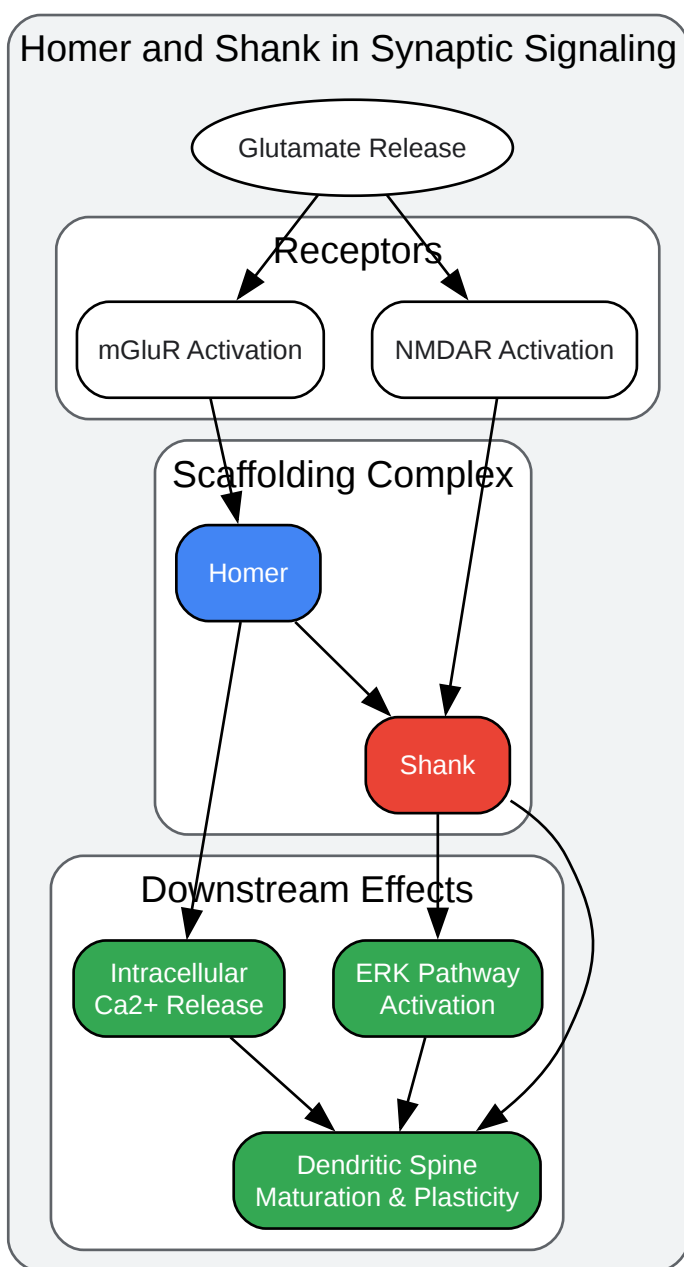 Homer and Shank in Synaptic Signaling
Glutamate Release
Receptors
mGluR Activation
NMDAR Activation
Scaffolding Complex
Homer
Shank
Downstream Effects
Intracellular
Ca2+ Release
ERK Pathway
Activation
Dendritic Spine
Maturation & Plasticity